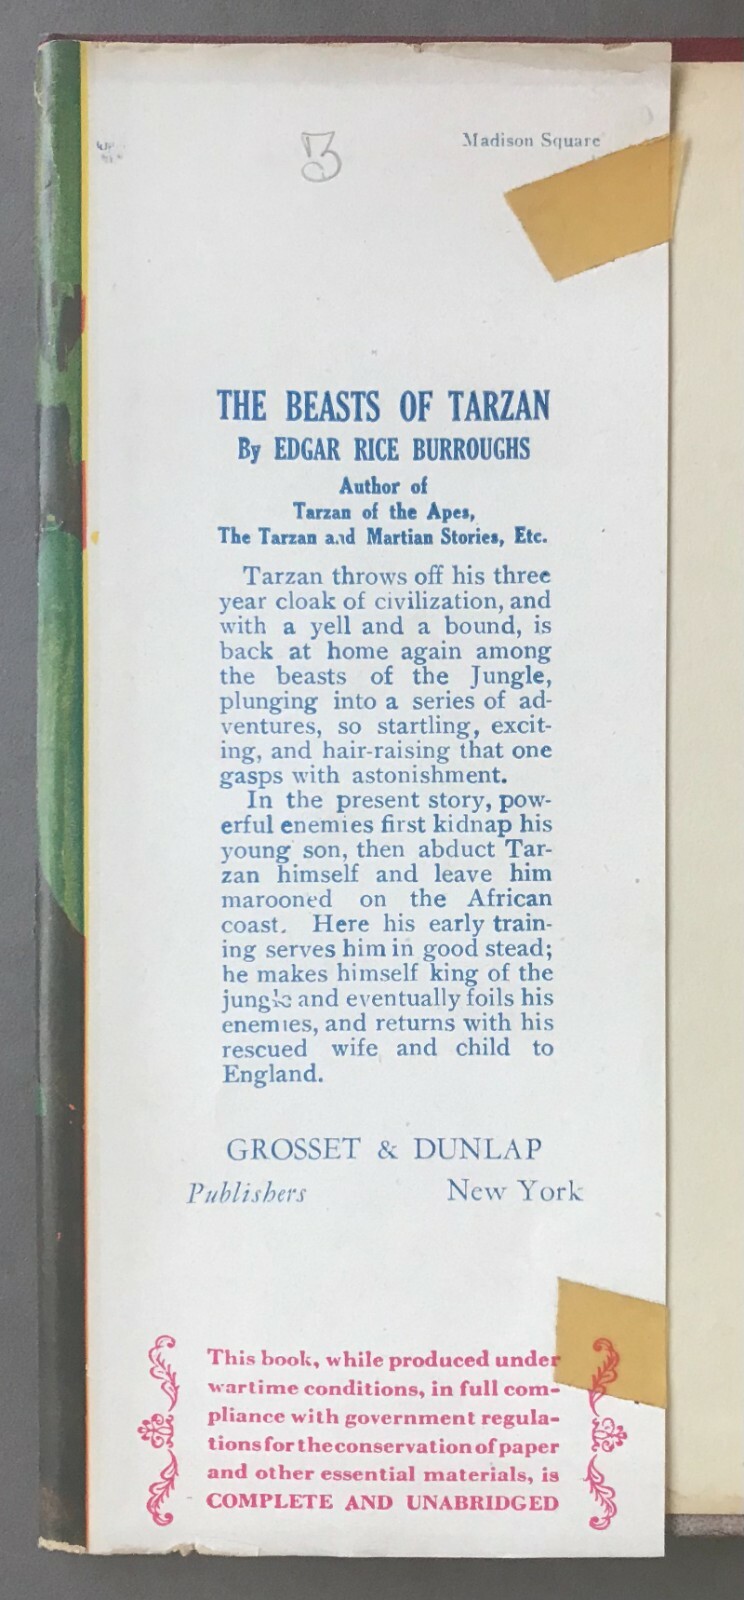 Madison Square
THE BEASTS OF TARZAN
By EDGAR RICE BURROUGHS
Author of
Tarzan of the Apes,
The Tarzan and Martian Stories, Etc.
Tarzan throws off his three
year cloak of civilization, and
with a yell and a bound, is
back at home again among
the beasts of the Jungle,
plunging into a series of ad-
ventures, so startling, excit-
ing, and hair-raising that one
gasps with astonishment.
In the present story, pow-
erful enemies first kidnap his
young son, then abduct Tar-
zan himself and leave him
marooned on the African
coast. Here his early train-
ing serves him in good stead;
he makes himself king of the
jungle and eventually foils his
enemies, and returns with his
rescued wife and child to
England.
GROSSET & DUNLAP
Publishers New York
This book, while produced under
wartime conditions, in full com-
pliance with government regula-
tions for the conservation of paper
and other essential materials, is
COMPLETE AND UNABRIDGED